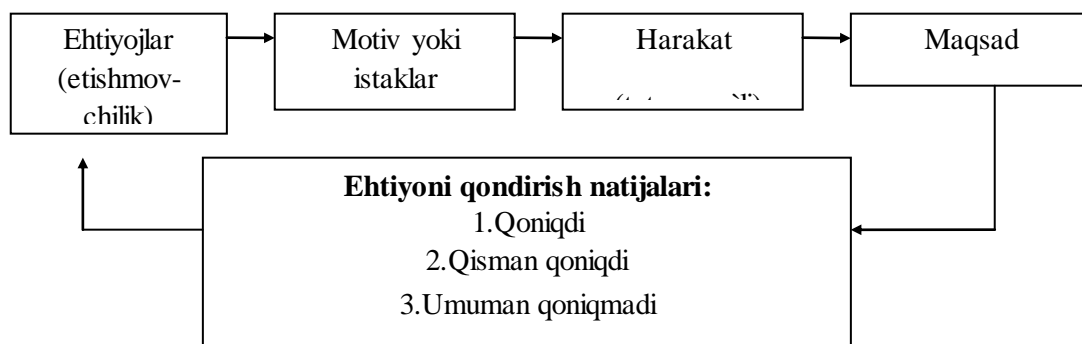 Ehtiyojlar
(etishmov-
chilik)
Motiv yoki
istaklar
Harakat
Maqsad
Ehtiyoni qondirish natijalari:
1.Qoniqdi
2.Qisman qoniqdi
3.Umuman qoniqmadi